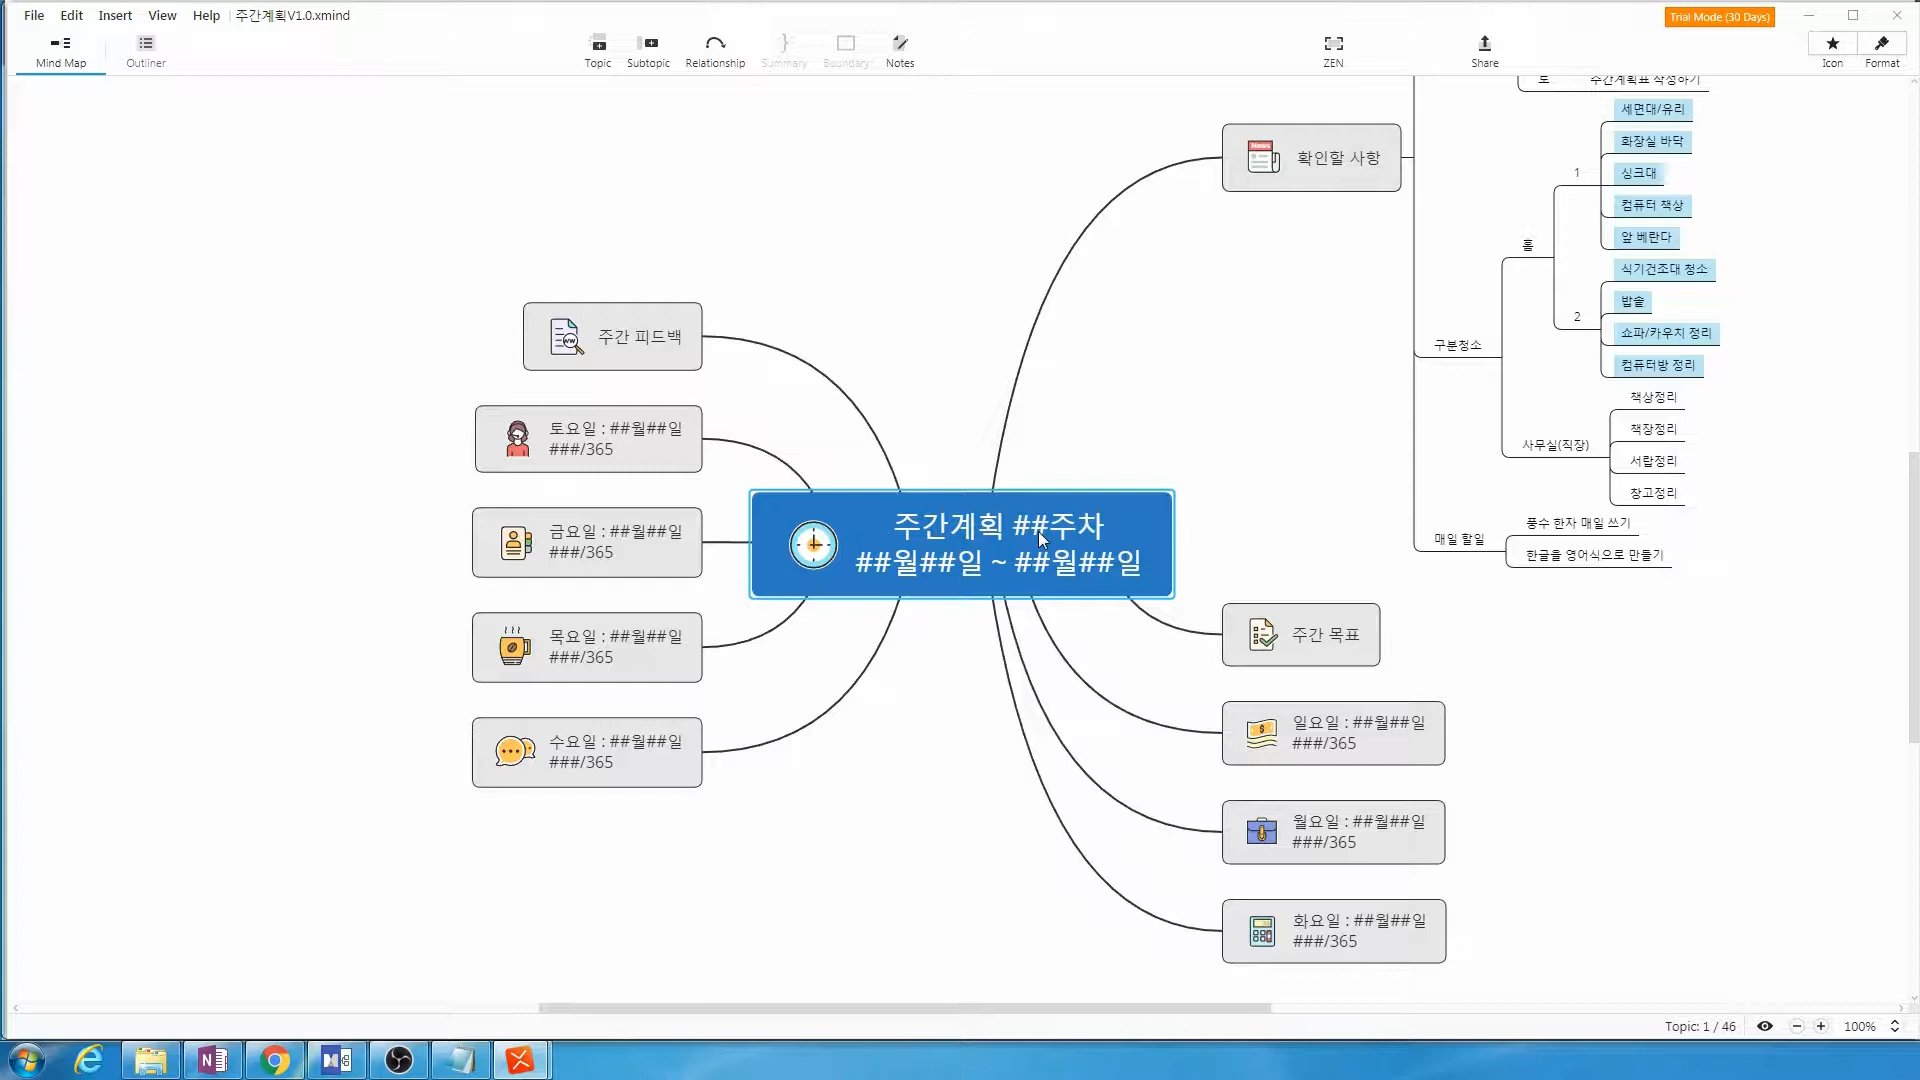 File Edit Insert View Help 주간계획V1.0.xmind
Trial Mode (30 Days)
Mind Map
Outliner
Topic
Subtopic
Relationship
Summary
Boundary
Notes
ZEN
Share
Icon
Format
토
주간계획표 작성하기
News
확인할 사항
구분청소
홈
1
세면대/유리
화장실 바닥
싱크대
컴퓨터 책상
앞 베란다
2
식기건조대 청소
밥솥
쇼파/카우치 정리
컴퓨터방 정리
사무실(직장)
책상정리
책장정리
서랍정리
창고정리
매일 할일
풍수 한자 매일 쓰기
한글을 영어식으로 만들기
주간 피드백
토요일 : ##월##일
###/365
금요일 : ##월##일
###/365
목요일 : ##월##일
###/365
수요일 : ##월##일
###/365
주간계획 ##주차
##월##일 ~ ##월##일
주간 목표
일요일 : ##월##일
###/365
월요일 : ##월##일
###/365
화요일 : ##월##일
###/365
Topic: 1 / 46
100%